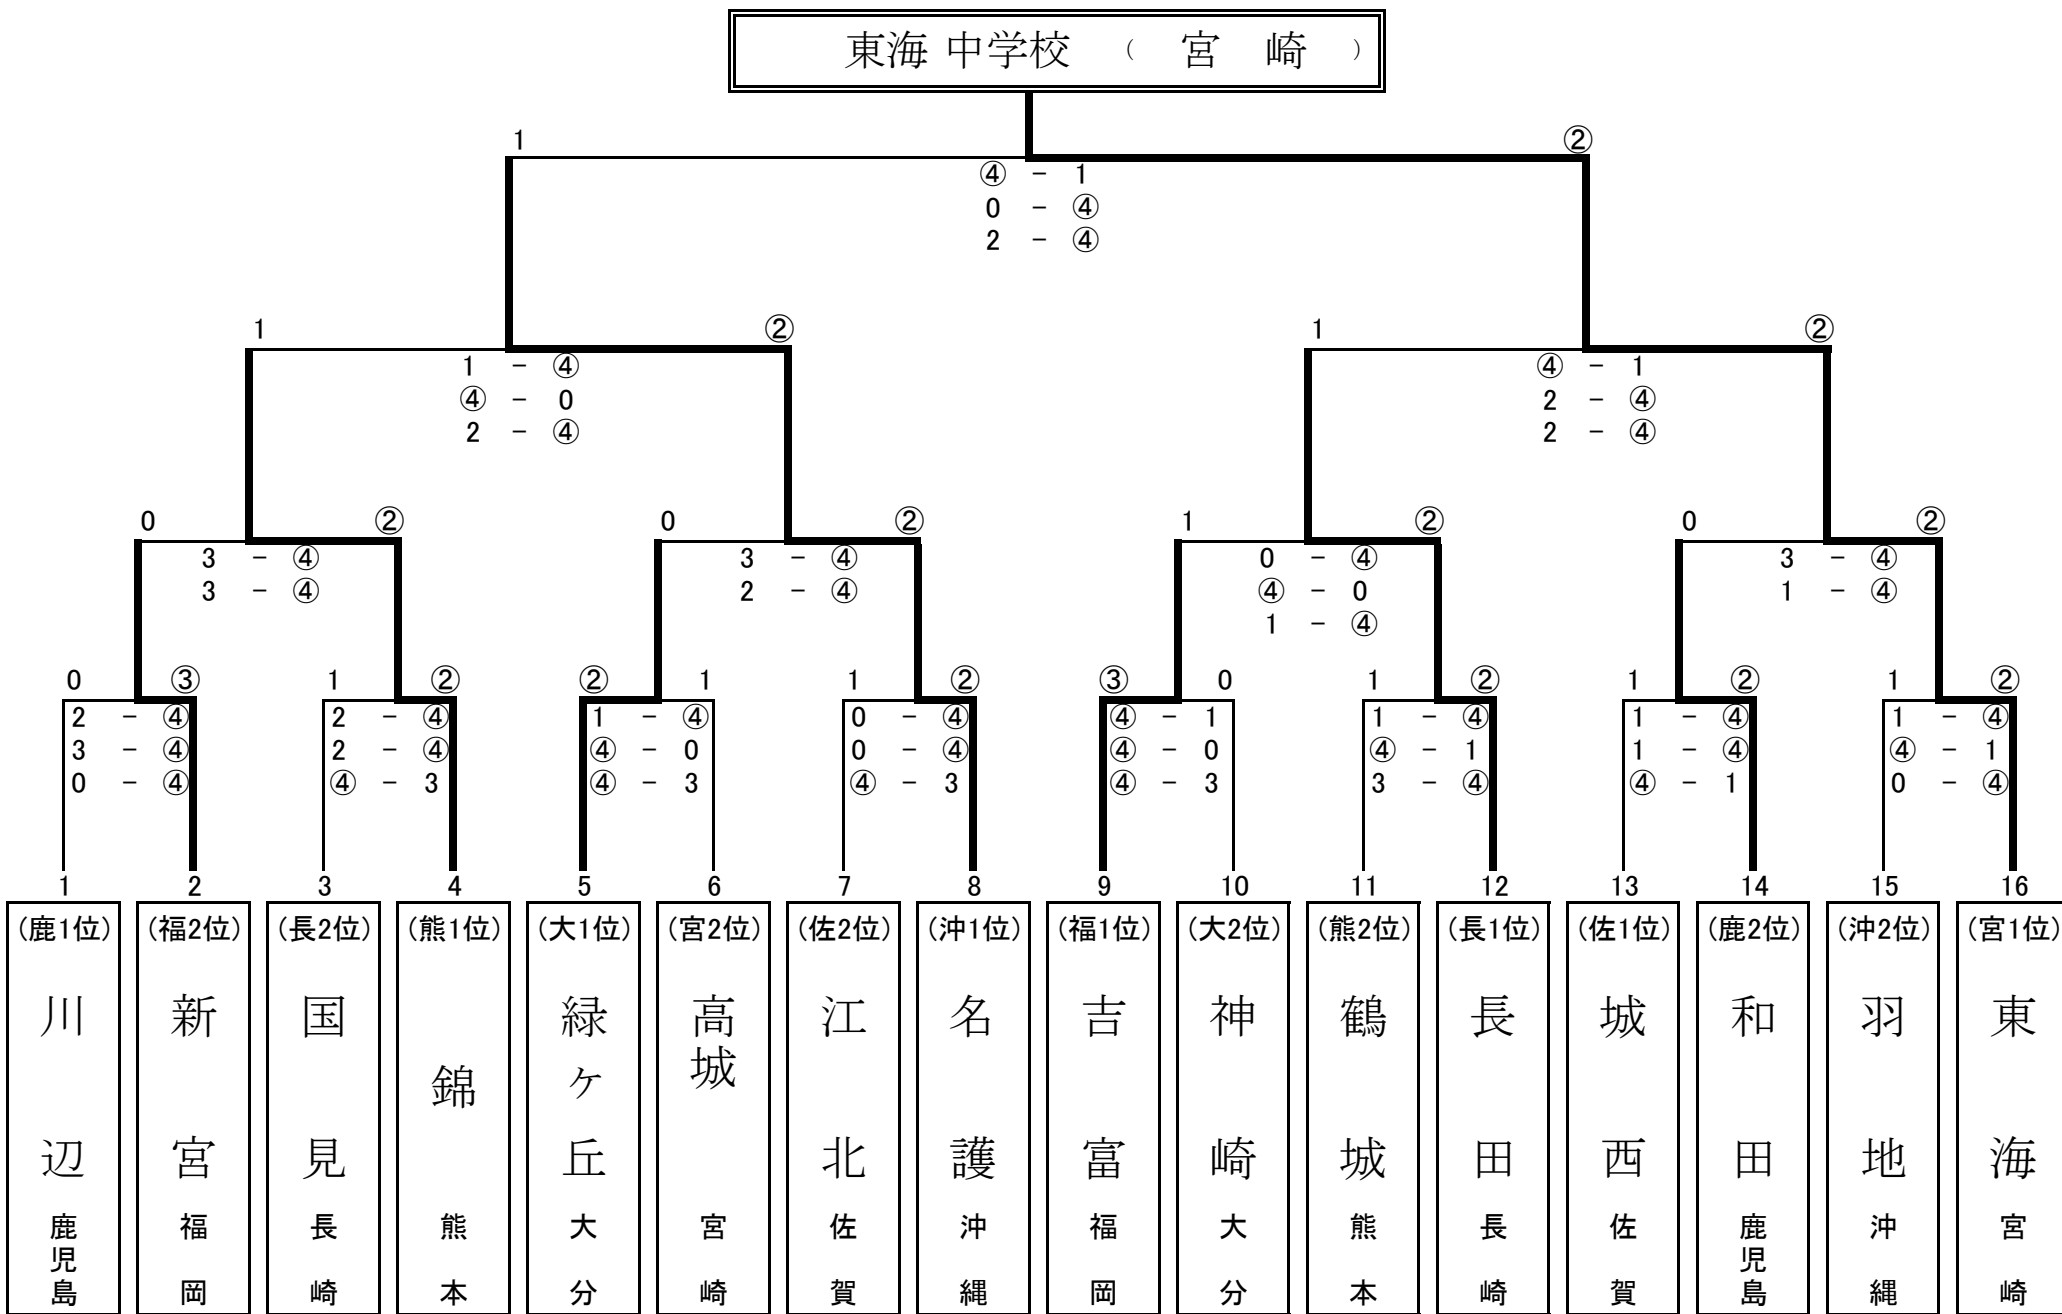 東海 中学校 （ 宮 崎 ）
1 ②
④ − 1
0 − ④
2 − ④
1 ② 1 ②
1 − ④ ④ − 1
④ − 0 2 − ④
2 − ④ 2 − ④
0 ② 0 ② 1 ② 0 ②
3 − ④ 3 − ④ 0 − ④ 3 − ④
3 − ④ 2 − ④ ④ − 0 1 − ④
1 − ④
0 ③ 1 ② ② 1 1 ② ③ 0 1 ② 1 ② 1 ②
2 − ④ 2 − ④ 1 − ④ 0 − ④ ④ − 1 1 − ④ 1 − ④ 1 − ④
3 − ④ 2 − ④ ④ − 0 0 − ④ ④ − 0 ④ − 1 1 − ④ ④ − 1
0 − ④ ④ − 3 ④ − 3 ④ − 3 ④ − 3 3 − ④ ④ − 1 0 − ④
1 2 3 4 5 6 7 8 9 10 11 12 13 14 15 16
（鹿1位） （福2位） （長2位） （熊1位） （大1位） （宮2位） （佐2位） （沖1位） （福1位） （大2位） （熊2位） （長1位） （佐1位） （鹿2位） （沖2位） （宮1位）
川辺
新宮
国見
錦
緑ヶ丘
高城
江北
名護
吉富
神崎
鶴城
長田
城西
和田
羽地
東海
鹿児島
福岡
長崎
熊本
大分
宮崎
佐賀
沖縄
福岡
大分
熊本
長崎
佐賀
鹿児島
沖縄
宮崎